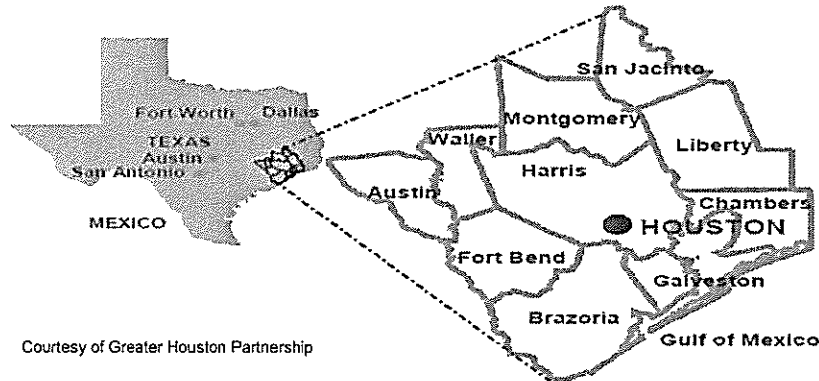 Fort Worth Dallas
TEXAS
Austin
San Antonio
MEXICO
Courtesy of Greater Houston Partnership
San Jacinto
Montgomery
Waller
Liberty
Harris
Austin
Chambers
HOUSTON
Fort Bend
Galveston
Brazoria
Gulf of Mexico